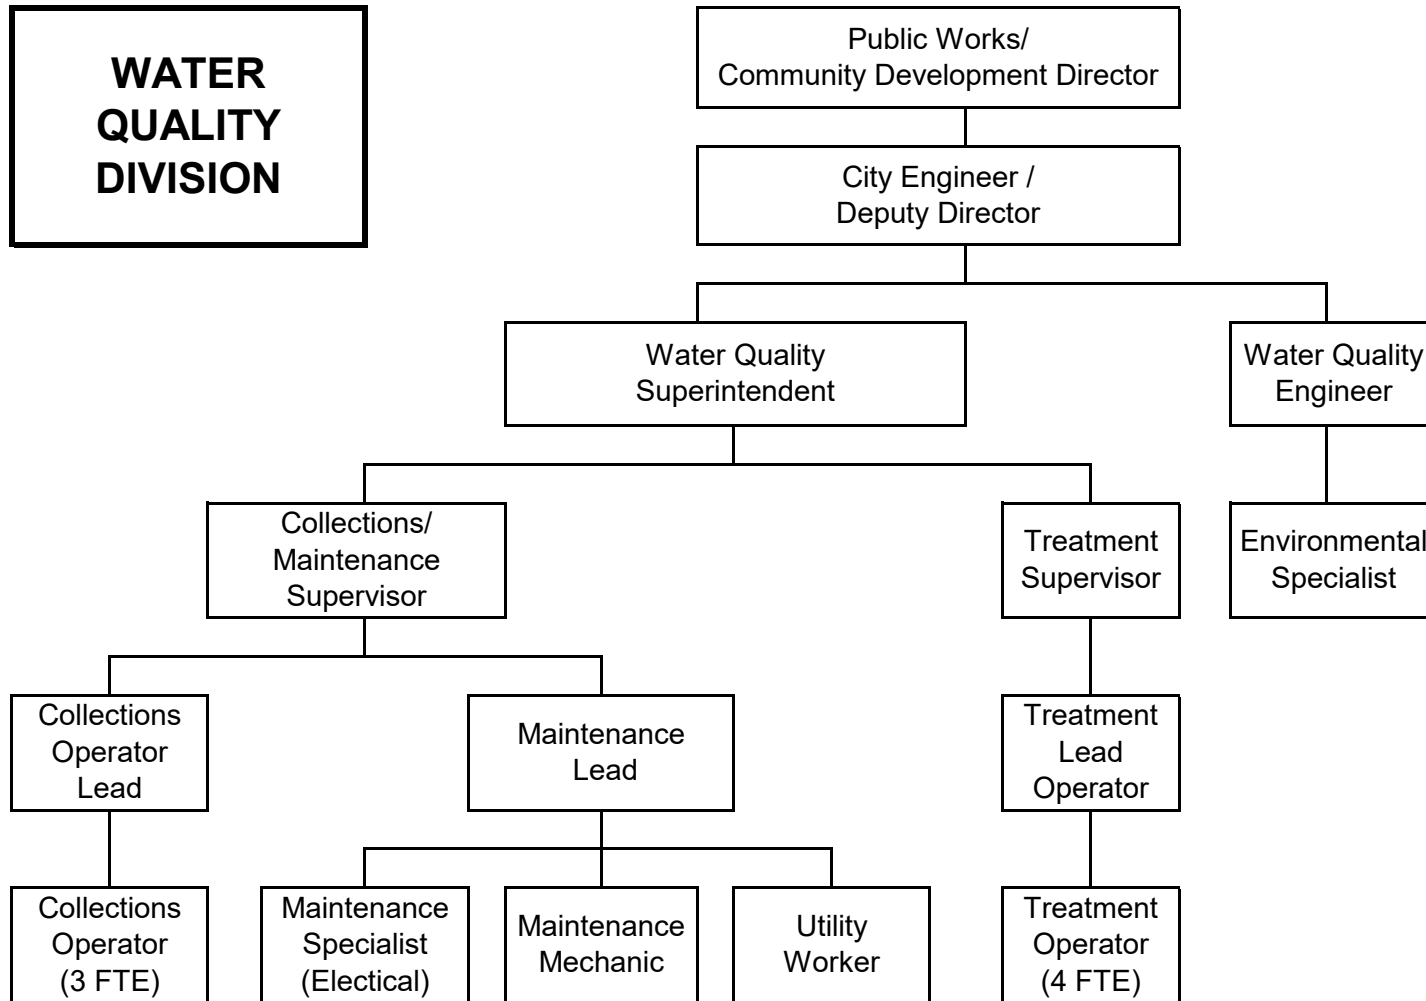 WATER
QUALITY
DIVISION
Public Works/
Community Development Director
City Engineer /
Deputy Director
Water Quality
Superintendent
Water Quality
Engineer
Collections/
Maintenance
Supervisor
Treatment
Supervisor
Environmental
Specialist
Collections
Operator
Lead
Maintenance
Lead
Treatment
Lead
Operator
Collections
Operator
(3 FTE)
Maintenance
Specialist
(Electical)
Maintenance
Mechanic
Utility
Worker
Treatment
Operator
(4 FTE)